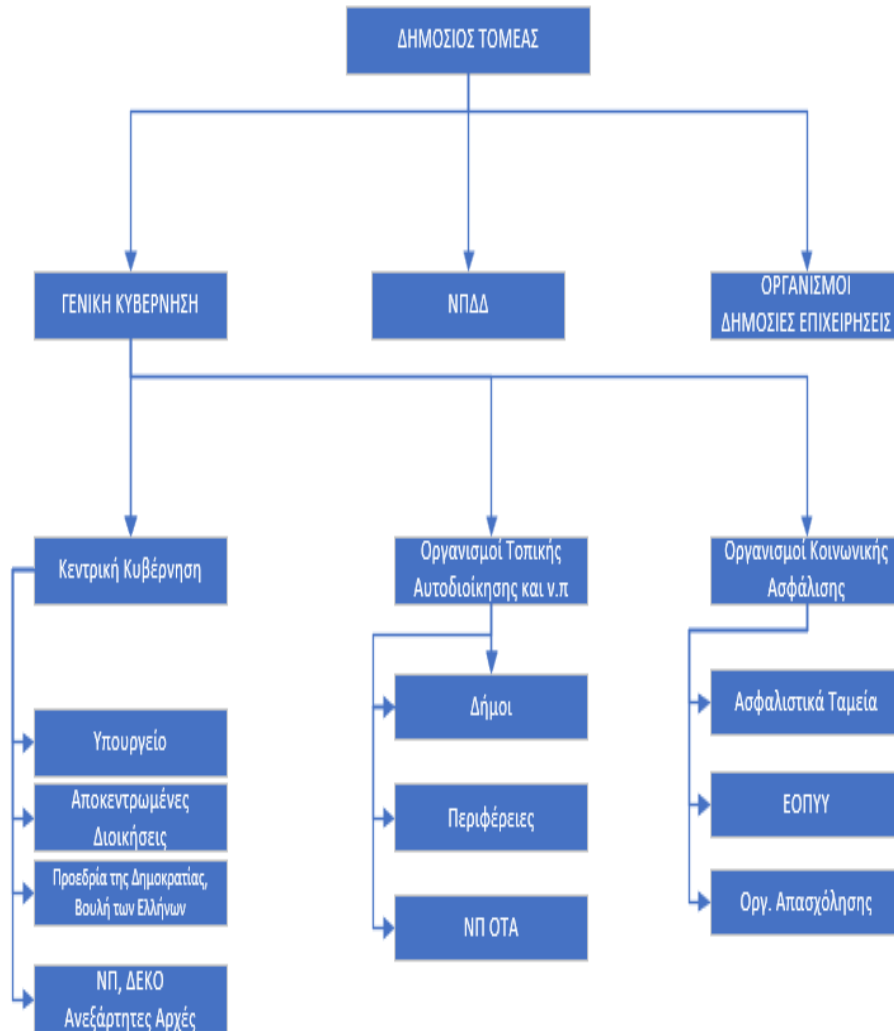 ΔΗΜΟΣΙΟΣ ΤΟΜΕΑΣ
ΓΕΝΙΚΗ ΚΥΒΕΡΝΗΣΗ
ΝΠΔΔ
ΟΡΓΑΝΙΣΜΟΙ
ΔΗΜΟΣΙΕΣ ΕΠΙΧΕΙΡΗΣΕΙΣ
Κεντρική Κυβέρνηση
Οργανισμοί Τοπικής
Αυτοδιοίκησης και ν.π
Οργανισμοί Κοινωνικής
Ασφάλισης
Υπουργείο
Αποκεντρωμένες
Διοικήσεις
Προεδρία της Δημοκρατίας,
Βουλή των Ελλήνων
ΝΠ, ΔΕΚΟ
Ανεξάρτητες Αρχές
Δήμοι
Περιφέρειες
ΝΠ ΟΤΑ
Ασφαλιστικά Ταμεία
ΕΟΠΥΥ
Οργ. Απασχόλησης